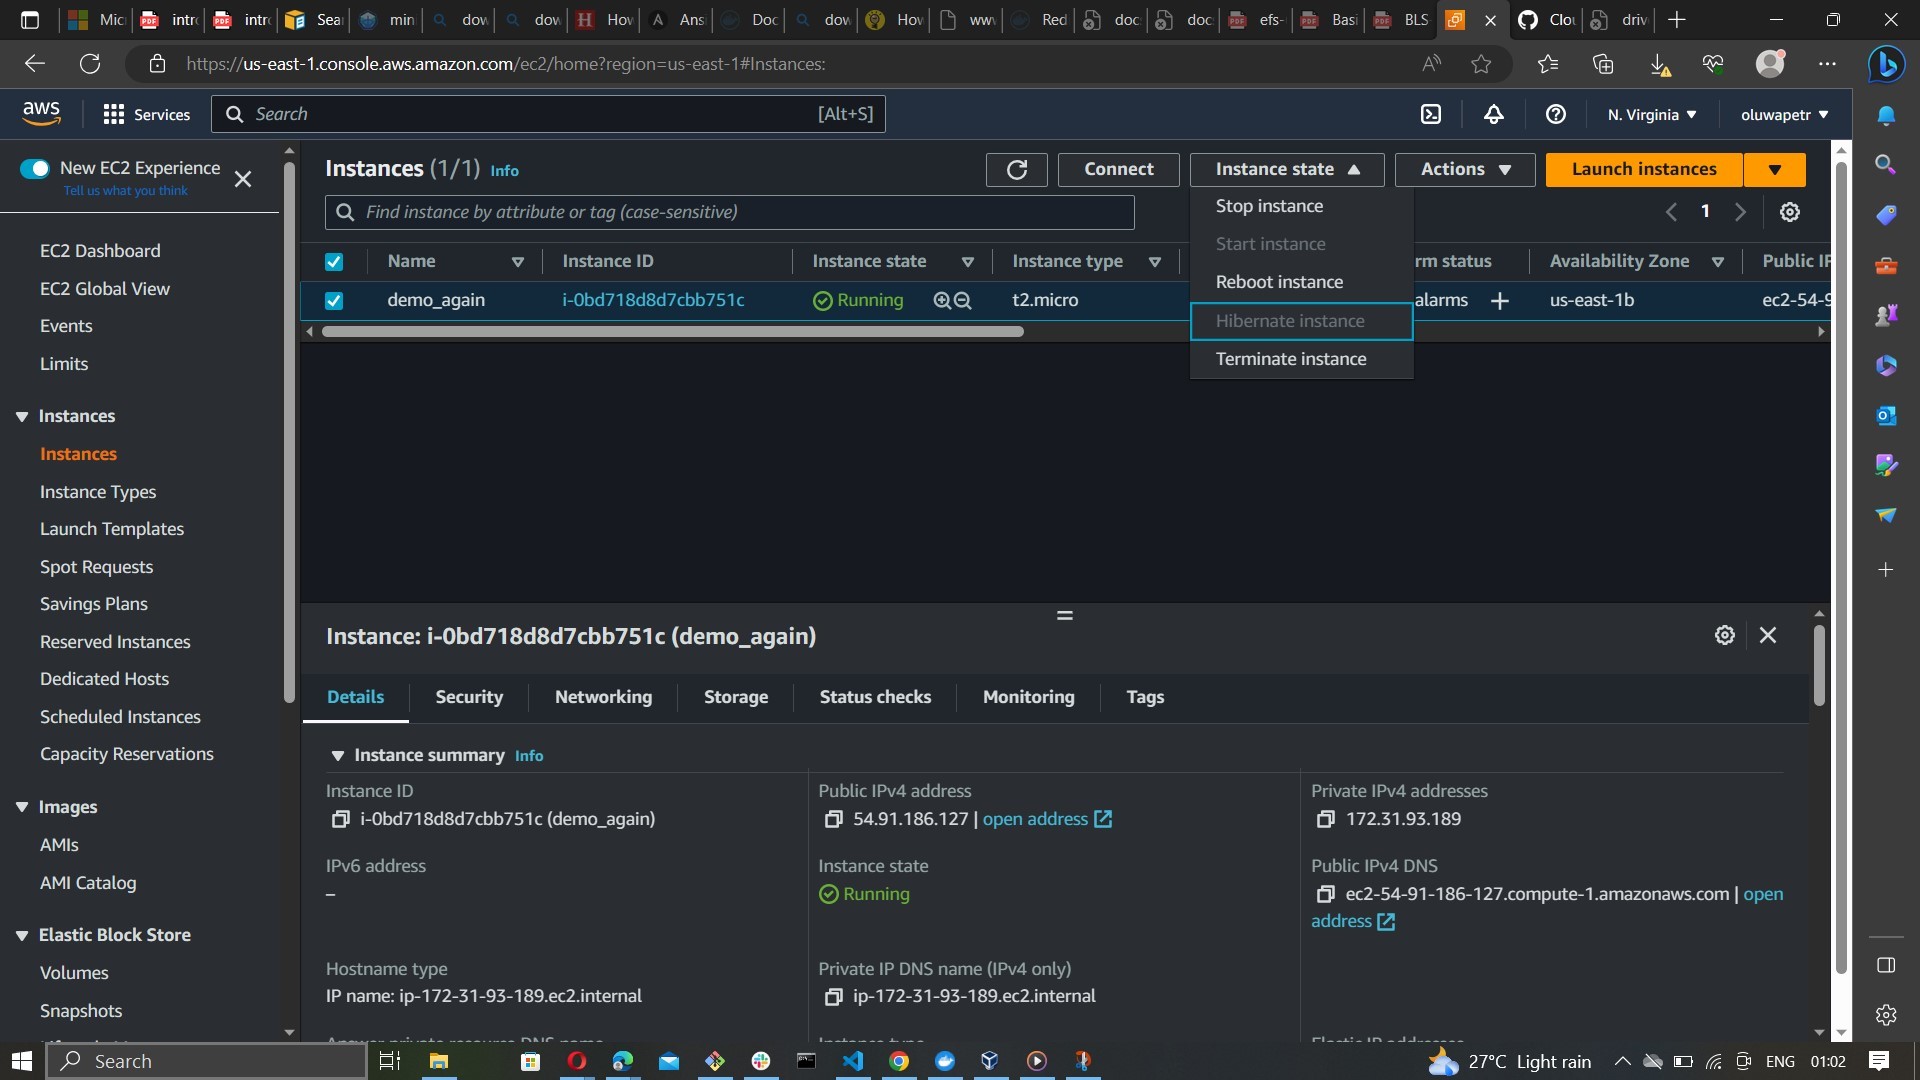 Mic
intro
intro
Sear
min
dow
dow
How
Ans
Doc
dow
How
www
Red
doc
doc
efs-
Basi
BLS
Clou
driv
https://us-east-1.console.aws.amazon.com/ec2/home?region=us-east-1#Instances:
aws
Services
Search
[Alt+S]
N. Virginia
oluwapetr
New EC2 Experience
Tell us what you think
EC2 Dashboard
EC2 Global View
Events
Limits
Instances
Instances
Instance Types
Launch Templates
Spot Requests
Savings Plans
Reserved Instances
Dedicated Hosts
Scheduled Instances
Capacity Reservations
Images
AMIs
AMI Catalog
Elastic Block Store
Volumes
Snapshots
Instances (1/1) Info
Connect
Instance state
Actions
Launch instances
Find instance by attribute or tag (case-sensitive)
1
Stop instance
Start instance
Reboot instance
Hibernate instance
Terminate instance
Name
Instance ID
Instance state
Instance type
rm status
Availability Zone
Public IP
demo_again
i-0bd718d8d7cbb751c
Running
t2.micro
alarms
us-east-1b
ec2-54-9
Instance: i-0bd718d8d7cbb751c (demo_again)
Details
Security
Networking
Storage
Status checks
Monitoring
Tags
Instance summary Info
Instance ID
i-0bd718d8d7cbb751c (demo_again)
Public IPv4 address
54.91.186.127 | open address
Private IPv4 addresses
172.31.93.189
IPv6 address
–
Instance state
Running
Public IPv4 DNS
ec2-54-91-186-127.compute-1.amazonaws.com | open
address
Hostname type
IP name: ip-172-31-93-189.ec2.internal
Private IP DNS name (IPv4 only)
ip-172-31-93-189.ec2.internal
Search
27°C Light rain
ENG
01:02